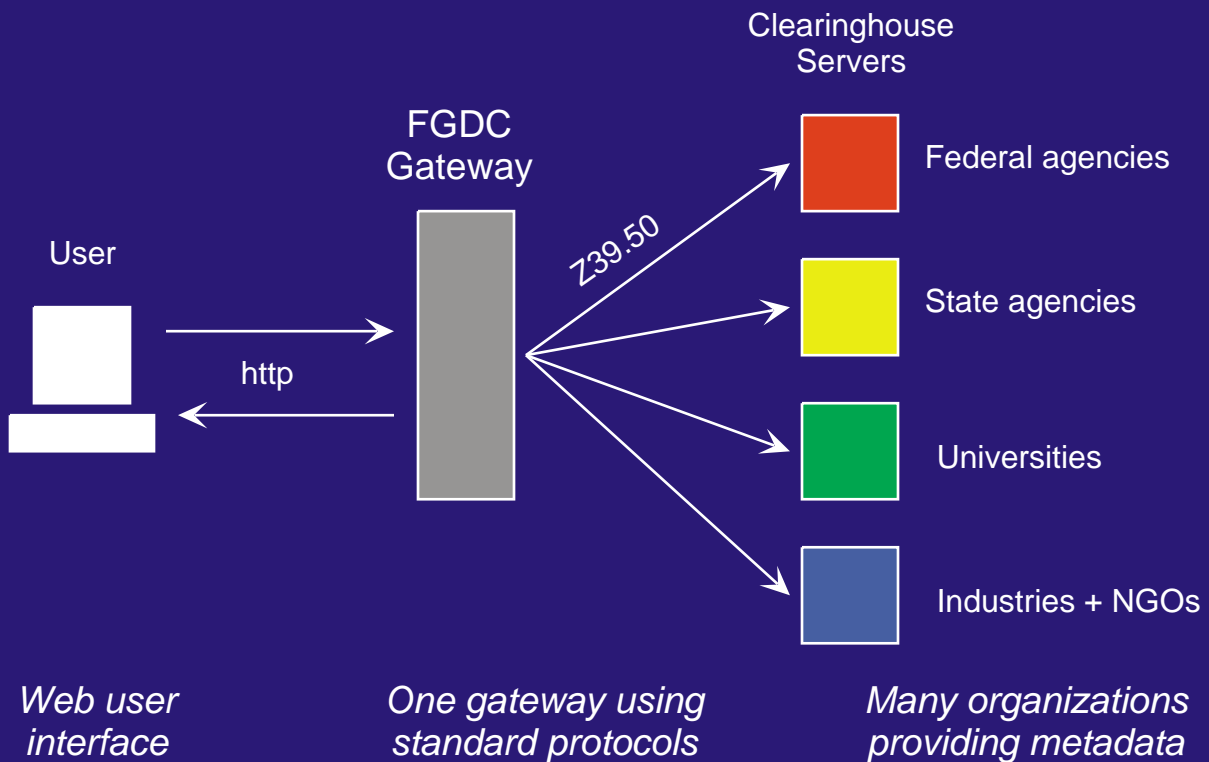 Clearinghouse
Servers
FGDC
Gateway
Federal agencies
Z39.50
User
State agencies
http
Universities
Industries + NGOs
Web user
interface
One gateway using
standard protocols
Many organizations
providing metadata